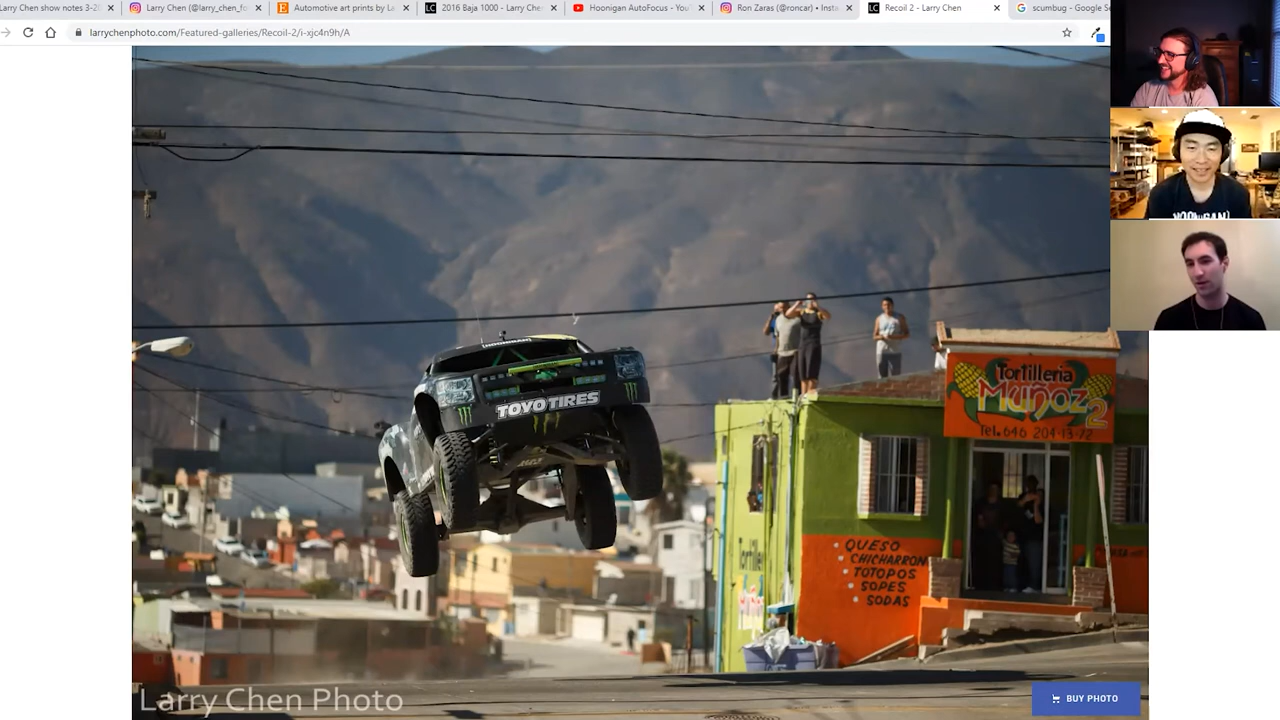 Larry Chen show notes 3-2
Larry Chen (@larry_chen_fo
Automotive art prints by La
2016 Baja 1000 - Larry Che
Hoonigan AutoFocus - You
Ron Zaras (@roncar) • Insta
Recoil 2 - Larry Chen
scumbug - Google Se
larrychenphoto.com/Featured-galleries/Recoil-2/i-xjc4n9h/A
HOONIGAN
HOONIGAN
TOYO TIRES
Tortilleria
Muñoz 2
Tel. 646 204-13-72
QUESO
CHICHARRON
TOTOPOS
SOPES
SODAS
Larry Chen Photo
BUY PHOTO